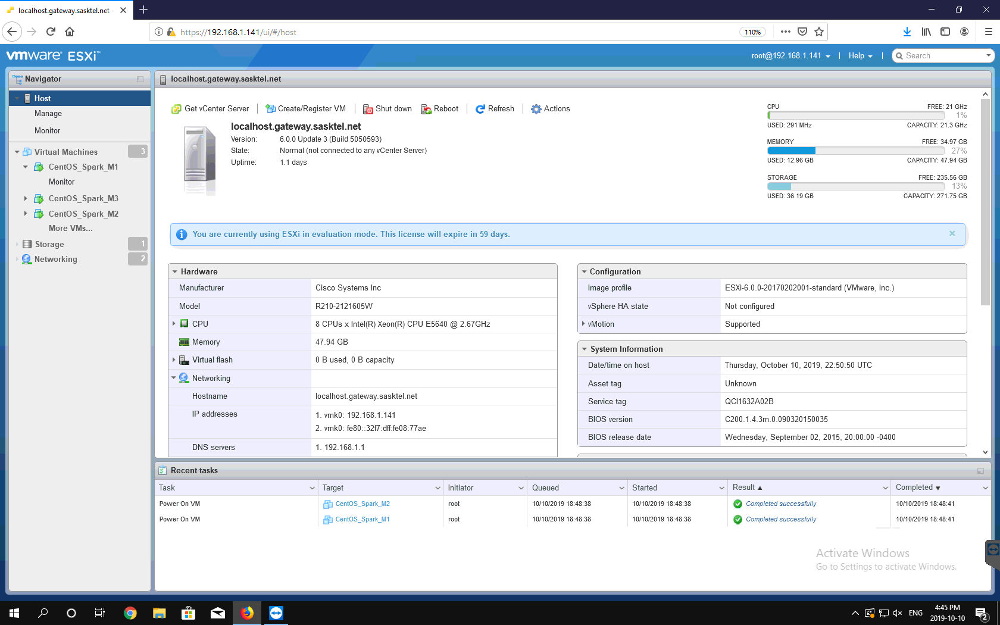 localhost.gateway.sasktel.net -
https://192.168.1.141/ui/#/host
110%
vmware ESXi™
root@192.168.1.141
Help
Search
Navigator
Host
Manage
Monitor
Virtual Machines
3
CentOS_Spark_M1
Monitor
CentOS_Spark_M3
CentOS_Spark_M2
More VMs...
Storage
1
Networking
2
localhost.gateway.sasktel.net
Get vCenter Server
Create/Register VM
Shut down
Reboot
Refresh
Actions
localhost.gateway.sasktel.net
Version: 6.0.0 Update 3 (Build 5050593)
State: Normal (not connected to any vCenter Server)
Uptime: 1.1 days
CPU FREE: 21 GHz
1%
USED: 291 MHz CAPACITY: 21.3 GHz
MEMORY FREE: 34.97 GB
27%
USED: 12.96 GB CAPACITY: 47.94 GB
STORAGE FREE: 235.56 GB
13%
USED: 36.19 GB CAPACITY: 271.75 GB
You are currently using ESXi in evaluation mode. This license will expire in 59 days.
Hardware
Manufacturer Cisco Systems Inc
Model R210-2121605W
CPU 8 CPUs x Intel(R) Xeon(R) CPU E5640 @ 2.67GHz
Memory 47.94 GB
Virtual flash 0 B used, 0 B capacity
Networking
Hostname localhost.gateway.sasktel.net
IP addresses 1. vmk0: 192.168.1.141
2. vmk0: fe80::32f7:dff:fe08:77ae
DNS servers 1. 192.168.1.1
Configuration
Image profile ESXi-6.0.0-20170202001-standard (VMware, Inc.)
vSphere HA state Not configured
vMotion Supported
System Information
Date/time on host Thursday, October 10, 2019, 22:50:50 UTC
Asset tag Unknown
Service tag QCI1632A02B
BIOS version C200.1.4.3m.0.090320150035
BIOS release date Wednesday, September 02, 2015, 20:00:00 -0400
Recent tasks
Task Target Initiator Queued Started Result Completed
Power On VM CentOS_Spark_M2 root 10/10/2019 18:48:38 10/10/2019 18:48:38 Completed successfully 10/10/2019 18:48:41
Power On VM CentOS_Spark_M1 root 10/10/2019 18:48:38 10/10/2019 18:48:38 Completed successfully 10/10/2019 18:48:41
Activate Windows
Go to Settings to activate Windows.
ENG
4:45 PM
2019-10-10
2